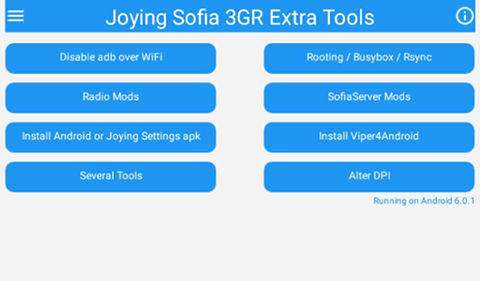 Joying Sofia 3GR Extra Tools
Disable adb over WiFi
Rooting / Busybox / Rsync
Radio Mods
SofiaServer Mods
Install Android or Joying Settings apk
Install Viper4Android
Several Tools
Alter DPI
Running on Android 6.0.1